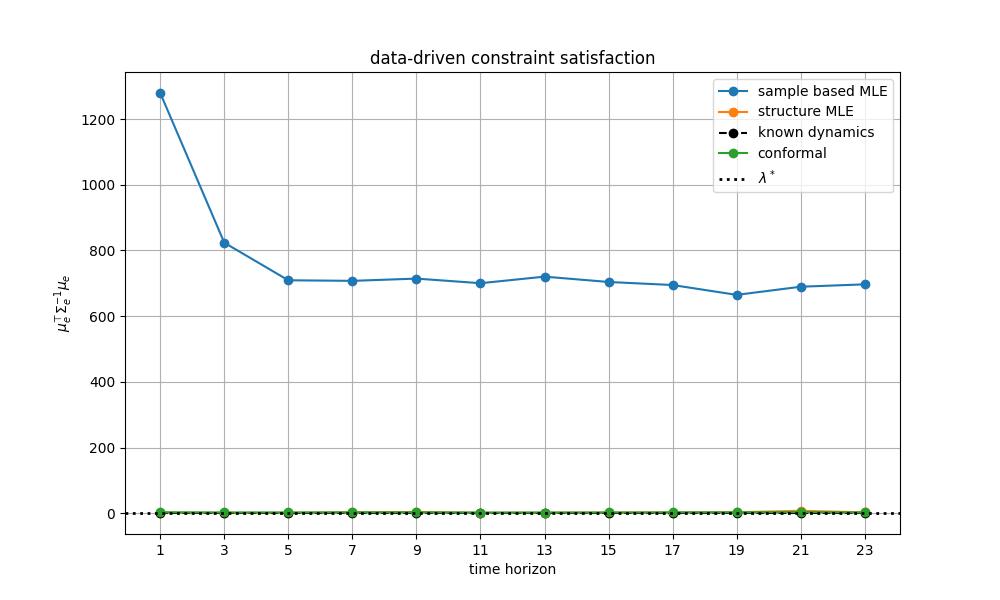 data-driven constraint satisfaction
1200
1000
800
600
400
200
0
μₑᵀΣₑ⁻¹μₑ
sample based MLE
structure MLE
known dynamics
conformal
λ*
1 3 5 7 9 11 13 15 17 19 21 23
time horizon